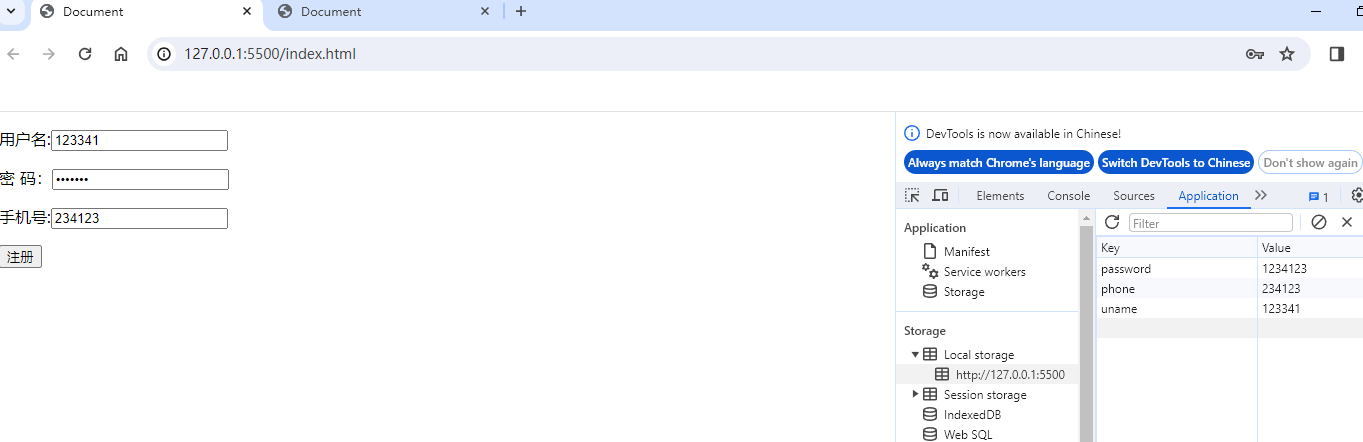 Document
Document
127.0.0.1:5500/index.html
用户名:123341
密 码：•••••••
手机号:234123
注册
DevTools is now available in Chinese!
Always match Chrome's language
Switch DevTools to Chinese
Don't show again
Elements
Console
Sources
Application
1
Application
Manifest
Service workers
Storage
Storage
Local storage
http://127.0.0.1:5500
Session storage
IndexedDB
Web SQL
Filter
Key Value
password 1234123
phone 234123
uname 123341